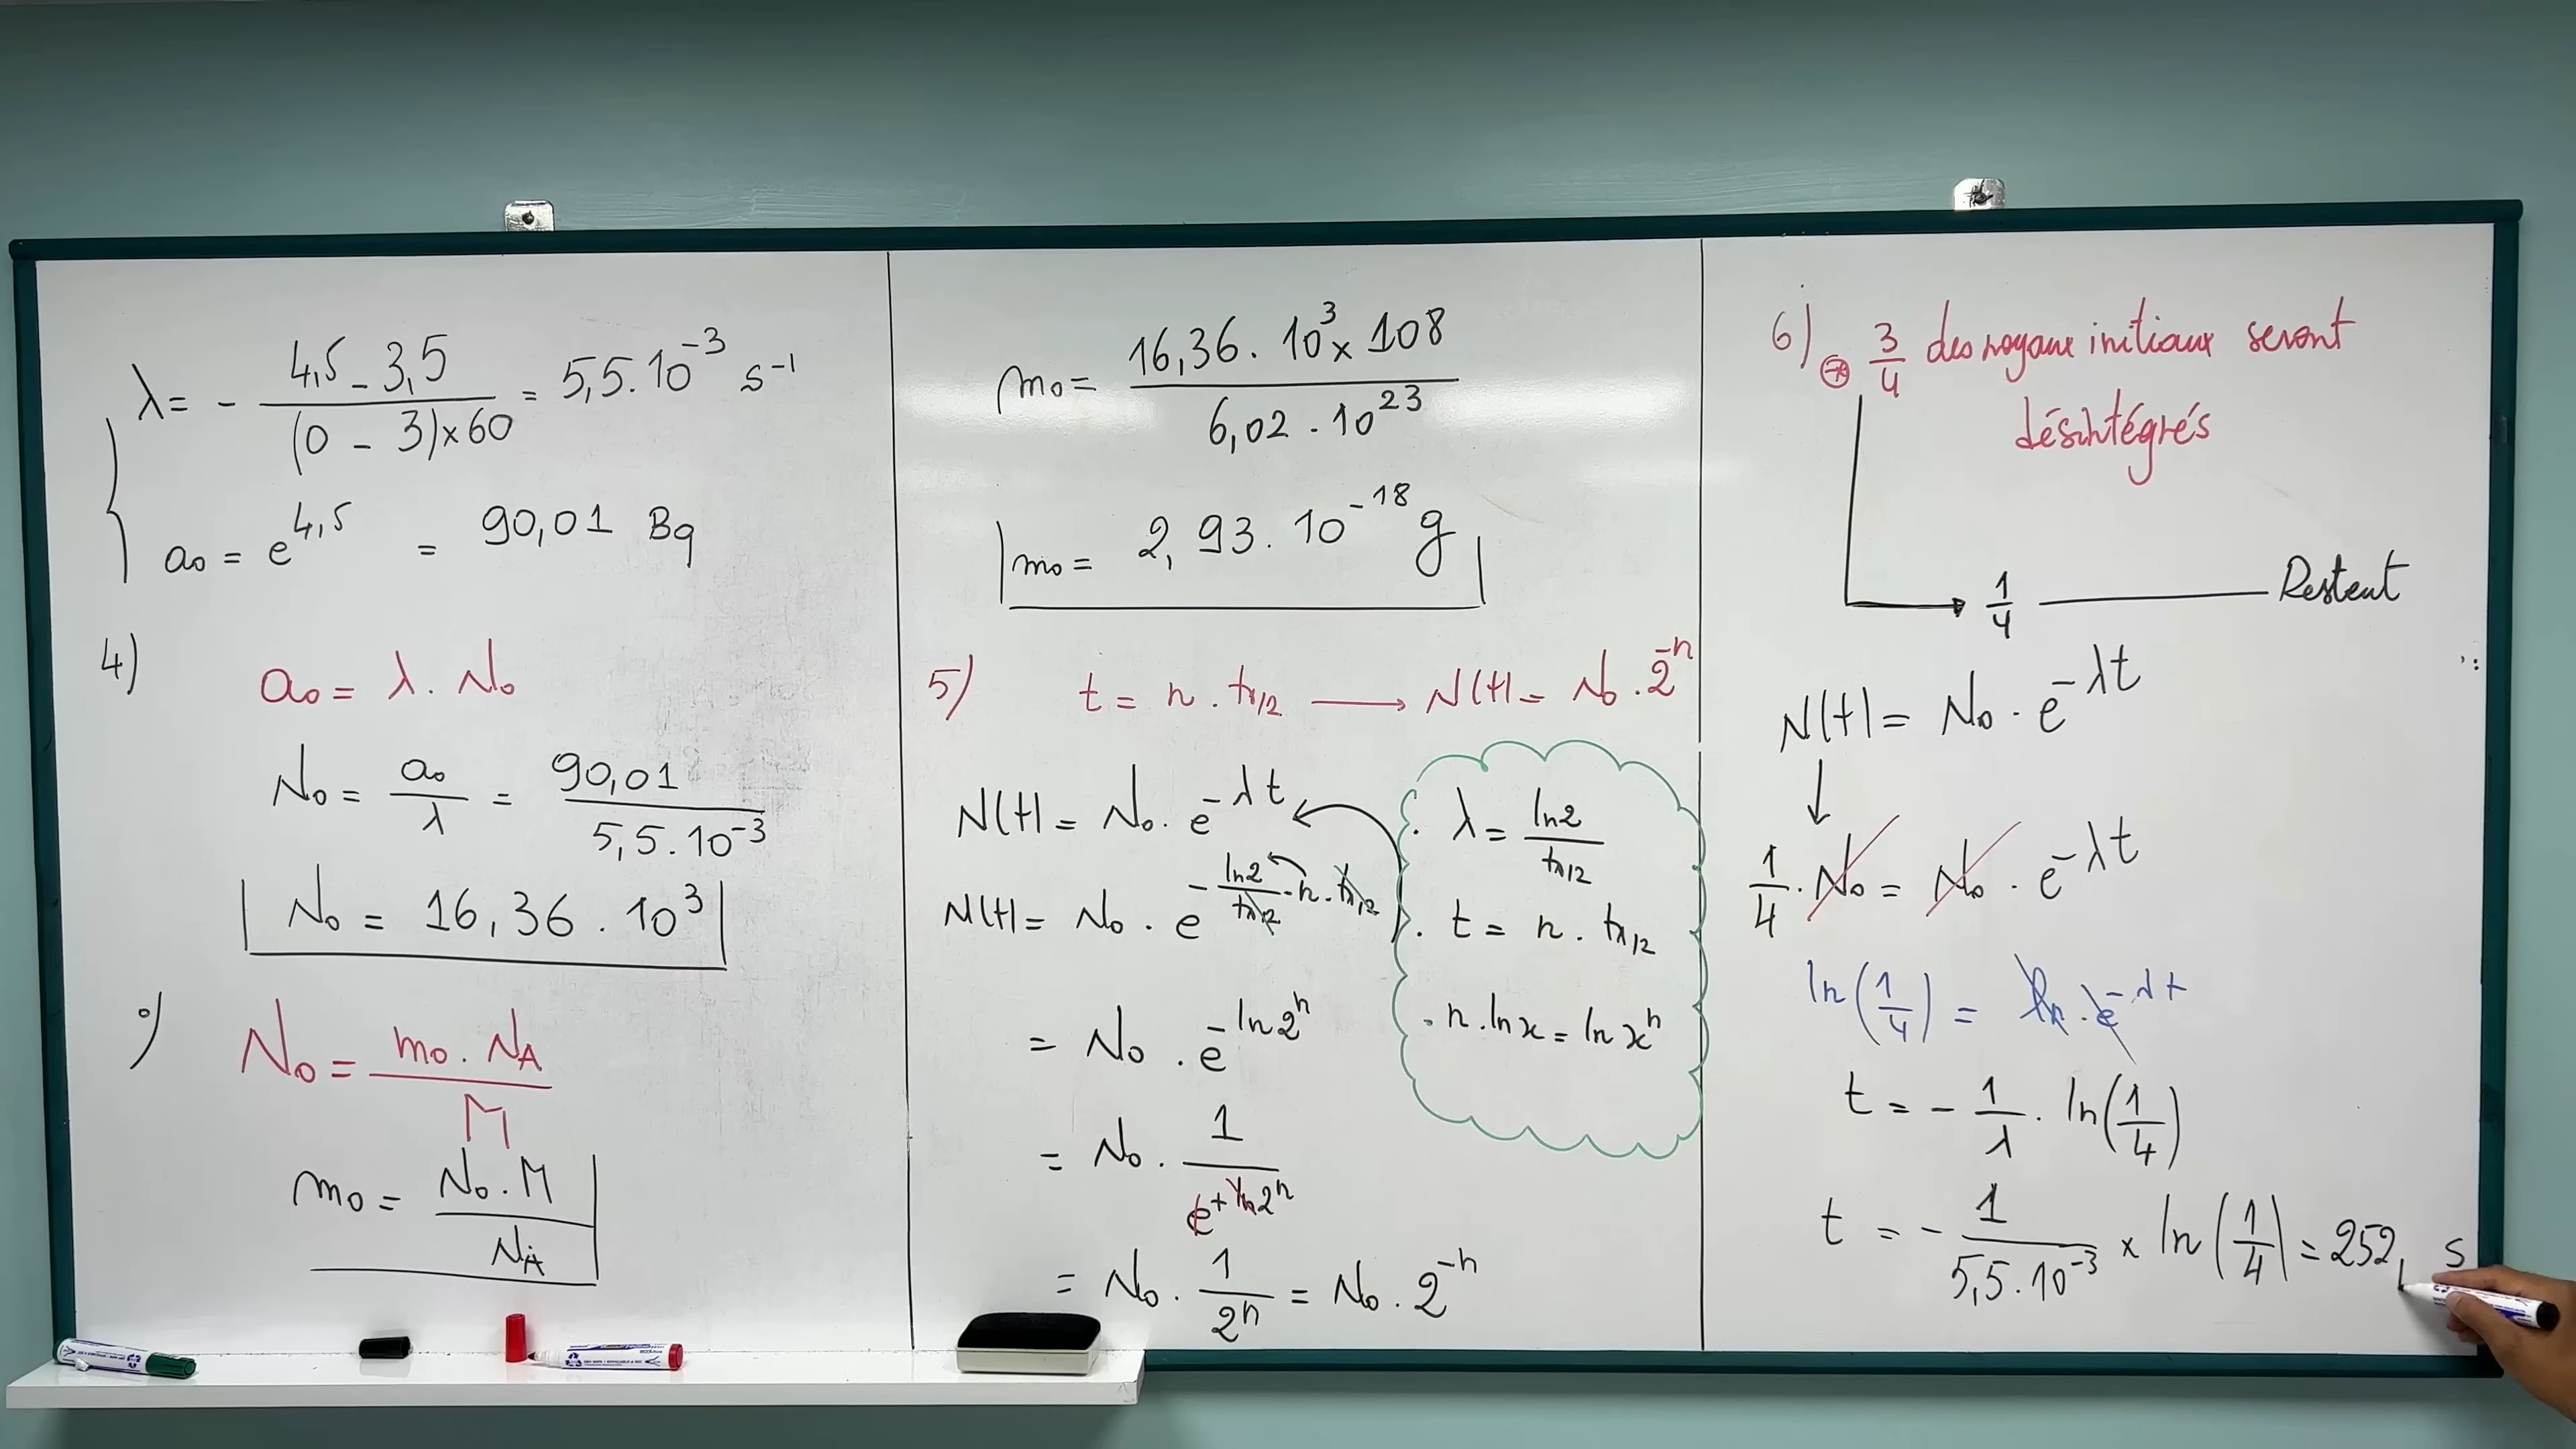 λ = - (4,5 - 3,5) / ((0 - 3)×60) = 5,5.10⁻³ s⁻¹
a₀ = e^4,5 = 90,01 Bq
4)
a₀ = λ. N₀
N₀ = a₀/λ = 90,01 / 5,5.10⁻³
N₀ = 16,36 . 10³
N₀ = m₀. N_A / M
m₀ = N₀. M / N_A
m₀ = 16,36. 10³ × 108 / 6,02 . 10²³
m₀ = 2,93. 10⁻¹⁸ g
5) t = n . t₁/₂ → N(t) = N₀ . 2⁻ⁿ
N(t) = N₀. e^(-λt)
N(t) = N₀ . e^(-ln2/t₁/₂ . n . t₁/₂)
= N₀ . e^(-ln2ⁿ)
= N₀ . 1 / e^(+ln2ⁿ)
= N₀ . 1/2ⁿ = N₀ . 2⁻ⁿ
. λ = ln2 / t₁/₂
. t = n . t₁/₂
. n . ln x = ln xⁿ
6) → 3/4 des noyaux initiaux seront
désintégrés
→ 1/4 Restent
N(t) = N₀ . e^(-λt)
↓
1/4 . N₀ = N₀ . e^(-λt)
ln(1/4) = ln . e^(-λt)
t = - 1/λ . ln(1/4)
t = - 1 / 5,5.10⁻³ × ln(1/4) = 252, s